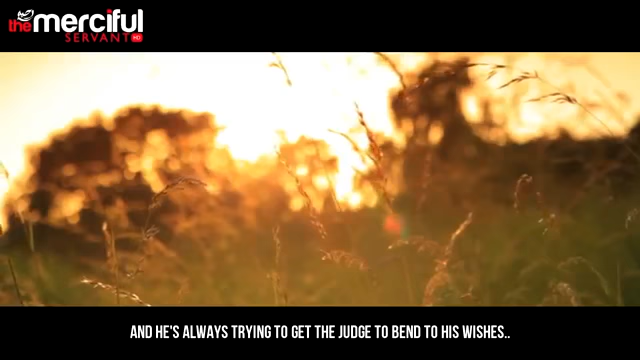 the merciful
SERVANT HD
AND HE'S ALWAYS TRYING TO GET THE JUDGE TO BEND TO HIS WISHES..